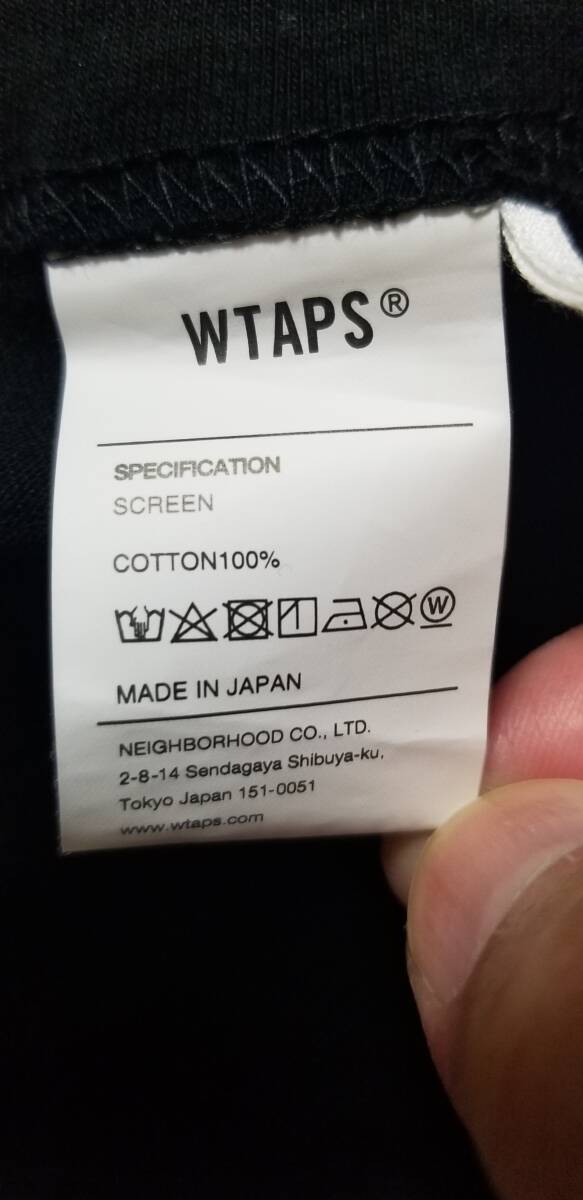 WTAPS®
SPECIFICATION
SCREEN
COTTON100%
W
MADE IN JAPAN
NEIGHBORHOOD CO., LTD.
2-8-14 Sendagaya Shibuya-ku,
Tokyo Japan 151-0051
www.wtaps.com